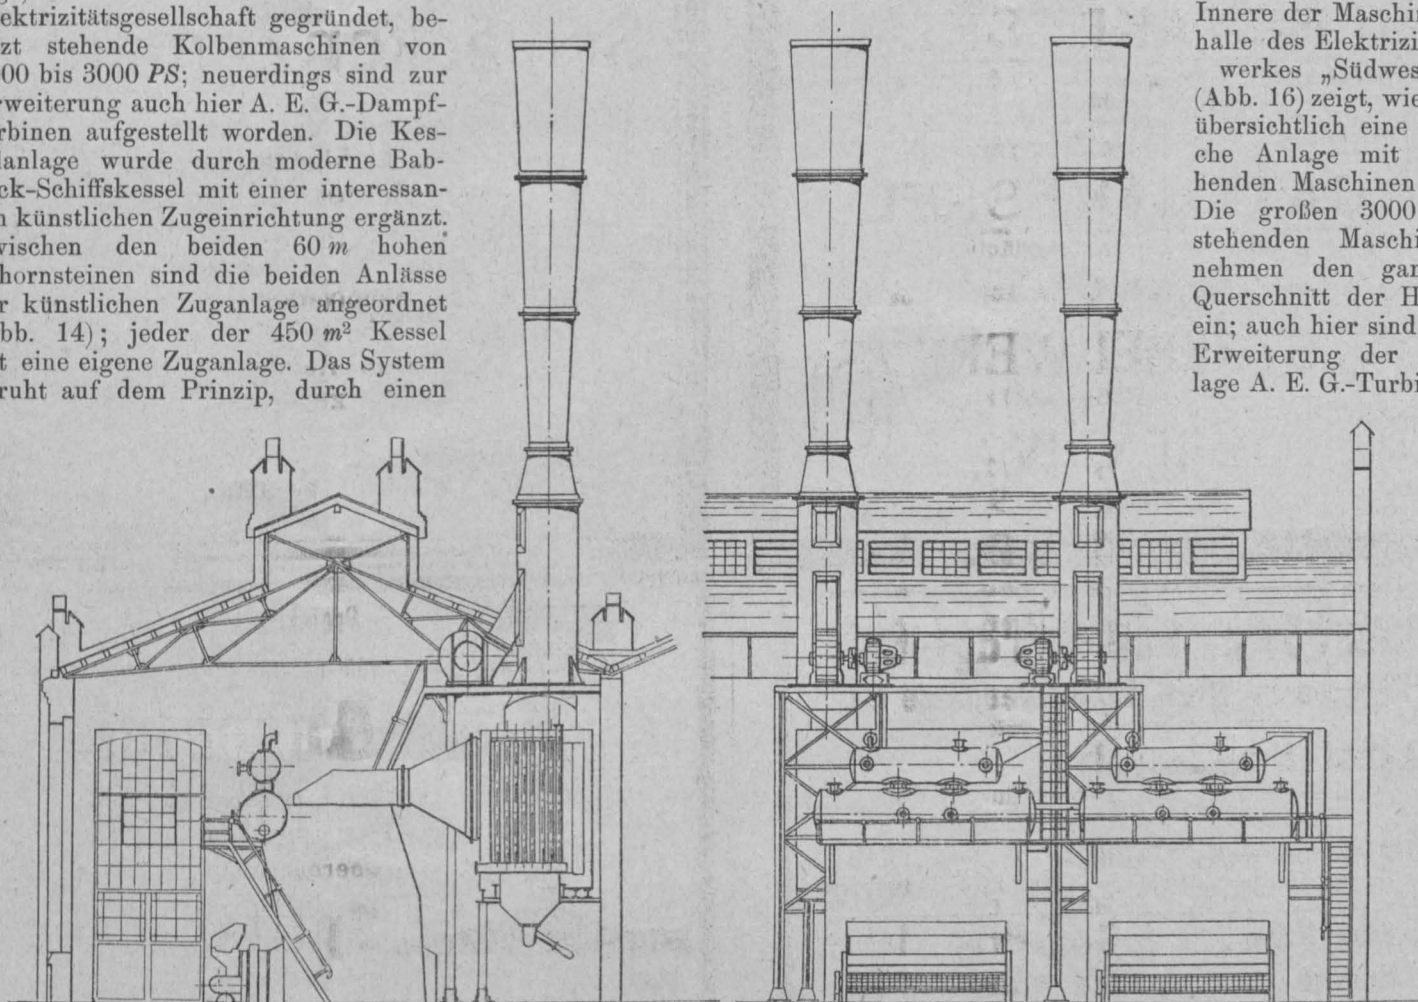 ektrizitätsgesellschaft gegründet, be-
zt stehende Kolbenmaschinen von
00 bis 3000 PS; neuerdings sind zur
rweiterung auch hier A. E. G.-Dampf-
rbinen aufgestellt worden. Die Kes-
lanlage wurde durch moderne Bab-
ck-Schiffskessel mit einer interessan-
n künstlichen Zugeinrichtung ergänzt.
wischen den beiden 60 m hohen
hornsteinen sind die beiden Anlässe
r künstlichen Zuganlage angeordnet
bb. 14); jeder der 450 m² Kessel
t eine eigene Zuganlage. Das System
ruht auf dem Prinzip, durch einen
Innere der Maschin
halle des Elektrizi
werkes „Südwes
(Abb. 16) zeigt, wie
übersichtlich eine
che Anlage mit
henden Maschinen
Die großen 3000
stehenden Maschi
nehmen den gan
Querschnitt der H
ein; auch hier sind
Erweiterung der
lage A. E. G.-Turbi